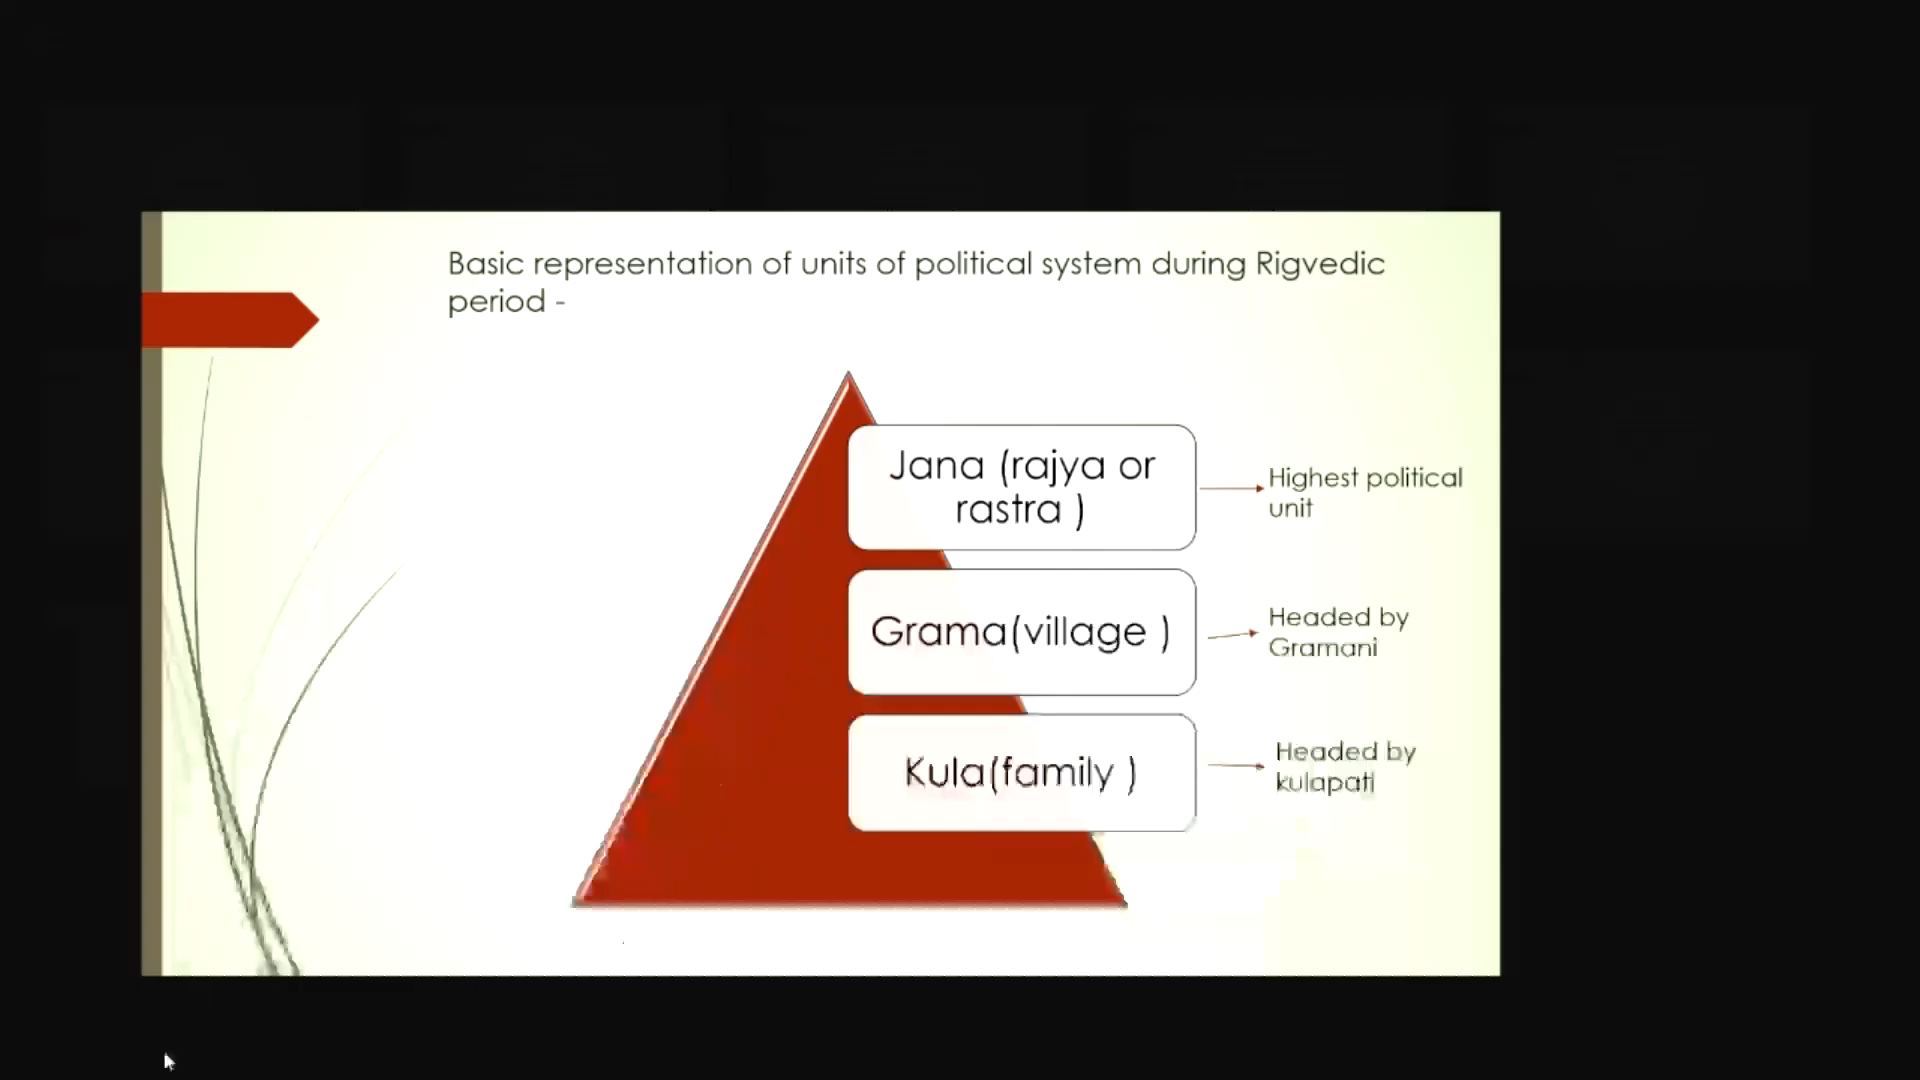 Basic representation of units of political system during Rigvedic
period -
Jana (rajya or
rastra )
Highest political
unit
Grama(village )
Headed by
Gramani
Kula(family )
Headed by
kulapati